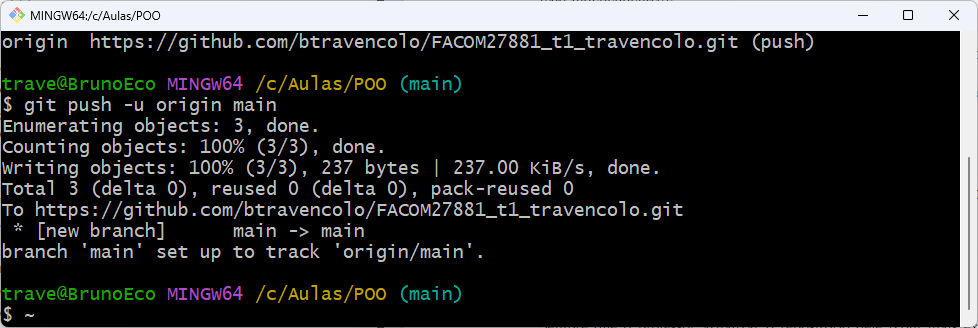 MINGW64:/c/Aulas/POO
origin  https://github.com/btravencolo/FACOM27881_t1_travencolo.git (push)
trave@BrunoEco MINGW64 /c/Aulas/POO (main)
$ git push -u origin main
Enumerating objects: 3, done.
Counting objects: 100% (3/3), done.
Writing objects: 100% (3/3), 237 bytes | 237.00 KiB/s, done.
Total 3 (delta 0), reused 0 (delta 0), pack-reused 0
To https://github.com/btravencolo/FACOM27881_t1_travencolo.git
 * [new branch]      main -> main
branch 'main' set up to track 'origin/main'.
trave@BrunoEco MINGW64 /c/Aulas/POO (main)
$ ~